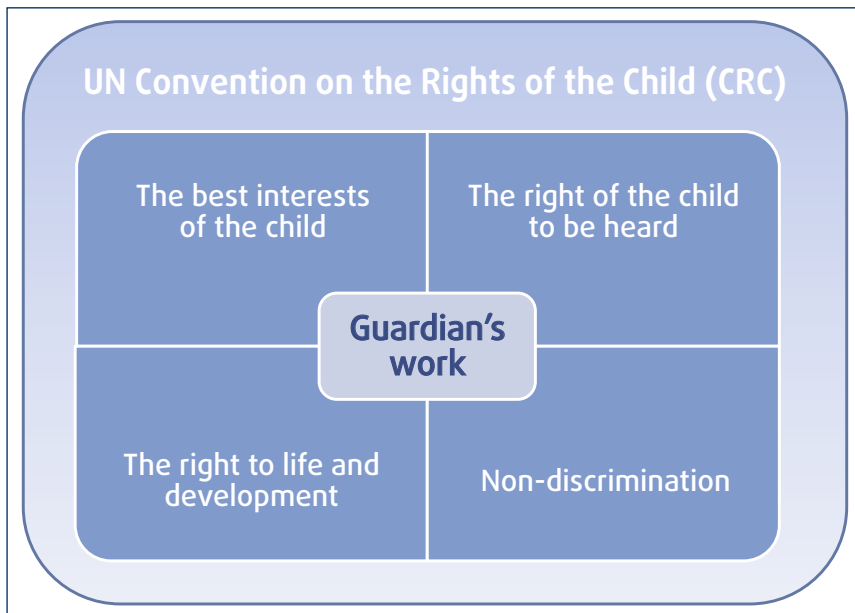 UN Convention on the Rights of the Child (CRC)
The best interests
of the child
The right of the child
to be heard
Guardian's
work
The right to life and
development
Non-discrimination